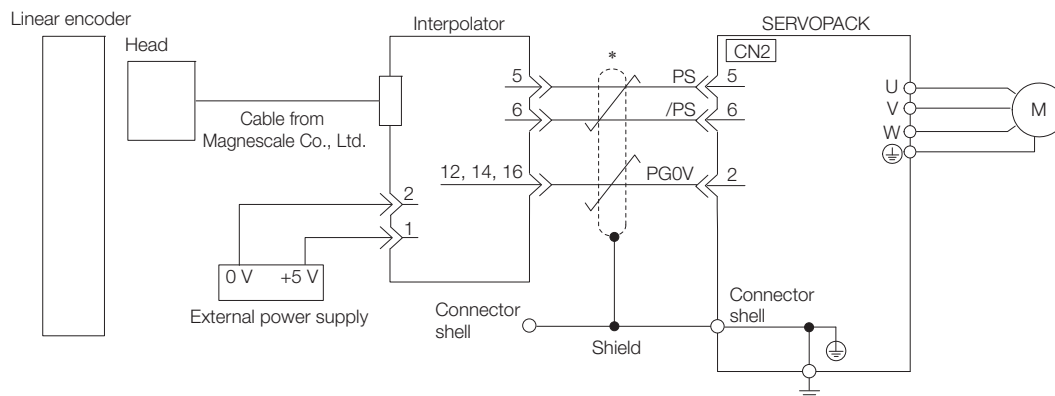 Linear encoder
Head
Interpolator
*
SERVOPACK
CN2
5
PS
5
6
/PS
6
Cable from
Magnescale Co., Ltd.
12, 14, 16
PG0V
2
U
V
W
M
2
1
0 V
+5 V
External power supply
Connector
shell
Shield
Connector
shell